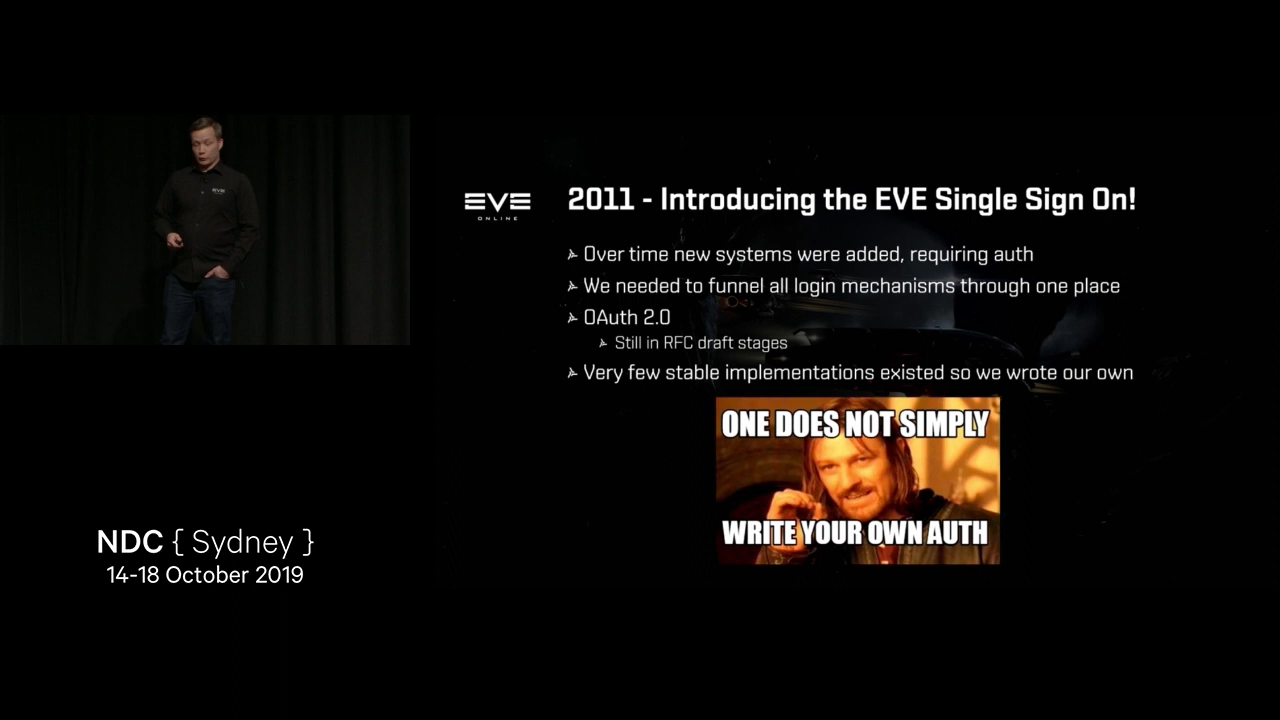 EVE
EVE
ONLINE
2011 - Introducing the EVE Single Sign On!
Over time new systems were added, requiring auth
We needed to funnel all login mechanisms through one place
OAuth 2.0
Still in RFC draft stages
Very few stable implementations existed so we wrote our own
ONE DOES NOT SIMPLY
WRITE YOUR OWN AUTH
NDC { Sydney }
14-18 October 2019